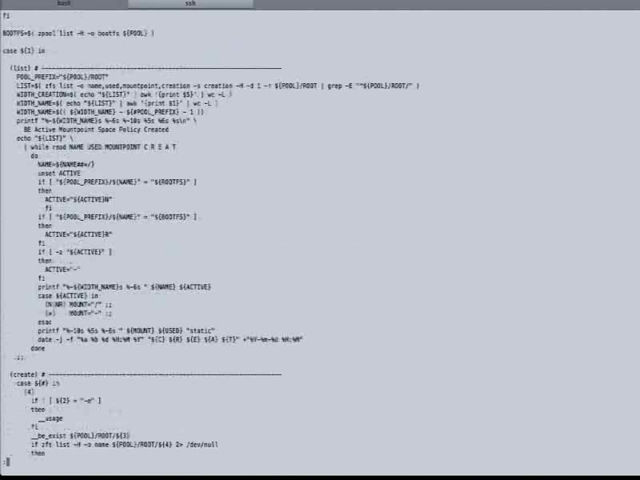 bash
ssh
fi
BOOTFS=$( zpool list -H -o bootfs ${POOL} )
case ${1} in
(list) # --------------------------------------------------------
POOL_PREFIX="${POOL}/ROOT"
LIST=$( zfs list -o name,used,mountpoint,creation -s creation -H -d 1 -r ${POOL}/ROOT | grep -E "^${POOL}/ROOT/" )
WIDTH_CREATION=$( echo "${LIST}" | awk '{print $5}' | wc -L )
WIDTH_NAME=$( echo "${LIST}" | awk '{print $1}' | wc -L )
WIDTH_NAME=$(( ${WIDTH_NAME} - ${#POOL_PREFIX} - 1 ))
printf "%-${WIDTH_NAME}s %-6s %-10s %5s %6s %s\n" \
BE Active Mountpoint Space Policy Created
echo "${LIST}" \
| while read NAME USED MOUNTPOINT C R E A T
do
NAME=${NAME##*/}
unset ACTIVE
if [ "${POOL_PREFIX}/${NAME}" = "${ROOTFS}" ]
then
ACTIVE="${ACTIVE}N"
fi
if [ "${POOL_PREFIX}/${NAME}" = "${BOOTFS}" ]
then
ACTIVE="${ACTIVE}R"
fi
if [ -z "${ACTIVE}" ]
then
ACTIVE="-"
fi
printf "%-${WIDTH_NAME}s %-6s " ${NAME} ${ACTIVE}
case ${ACTIVE} in
(N|NR) MOUNT="/" ;;
(*) MOUNT="-" ;;
esac
printf "%-10s %5s %-6s " ${MOUNT} ${USED} "static"
date -j -f "%a %b %d %H:%M %Y" "${C} ${R} ${E} ${A} ${T}" +"%Y-%m-%d %H:%M"
done
;;
(create) # --------------------------------------------------------
case ${#} in
(4)
if ! [ ${2} = "-e" ]
then
__usage
fi
__be_exist ${POOL}/ROOT/${3}
if zfs list -H -o name ${POOL}/ROOT/${4} 2> /dev/null
then
: